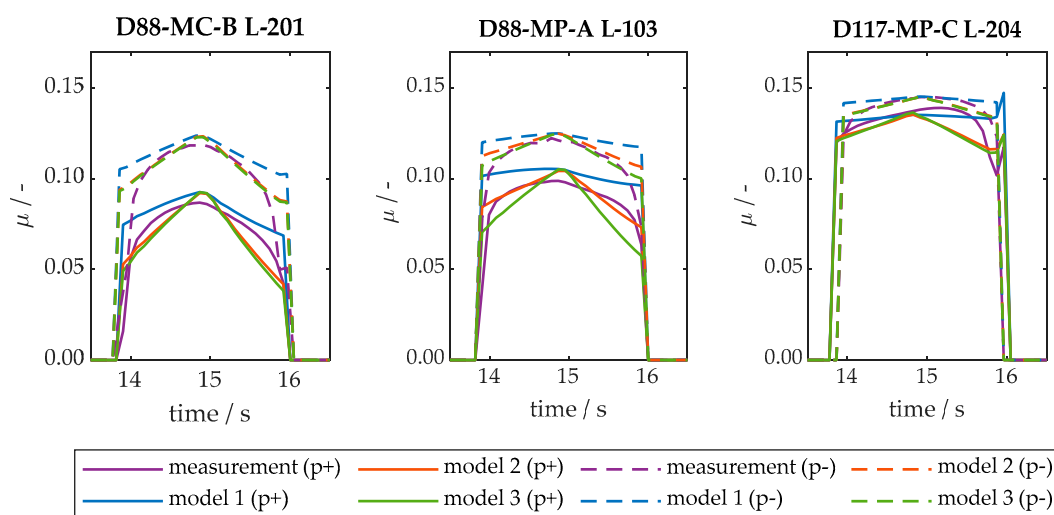 D88-MC-B L-201 D88-MP-A L-103 D117-MP-C L-204
0.15 0.15 0.15
μ / - μ / - μ / -
0.10 0.10 0.10
0.05 0.05 0.05
0.00 0.00 0.00
14 15 16 14 15 16 14 15 16
time / s time / s time / s
measurement (p+) model 2 (p+) measurement (p-) model 2 (p-)
model 1 (p+) model 3 (p+) model 1 (p-) model 3 (p-)